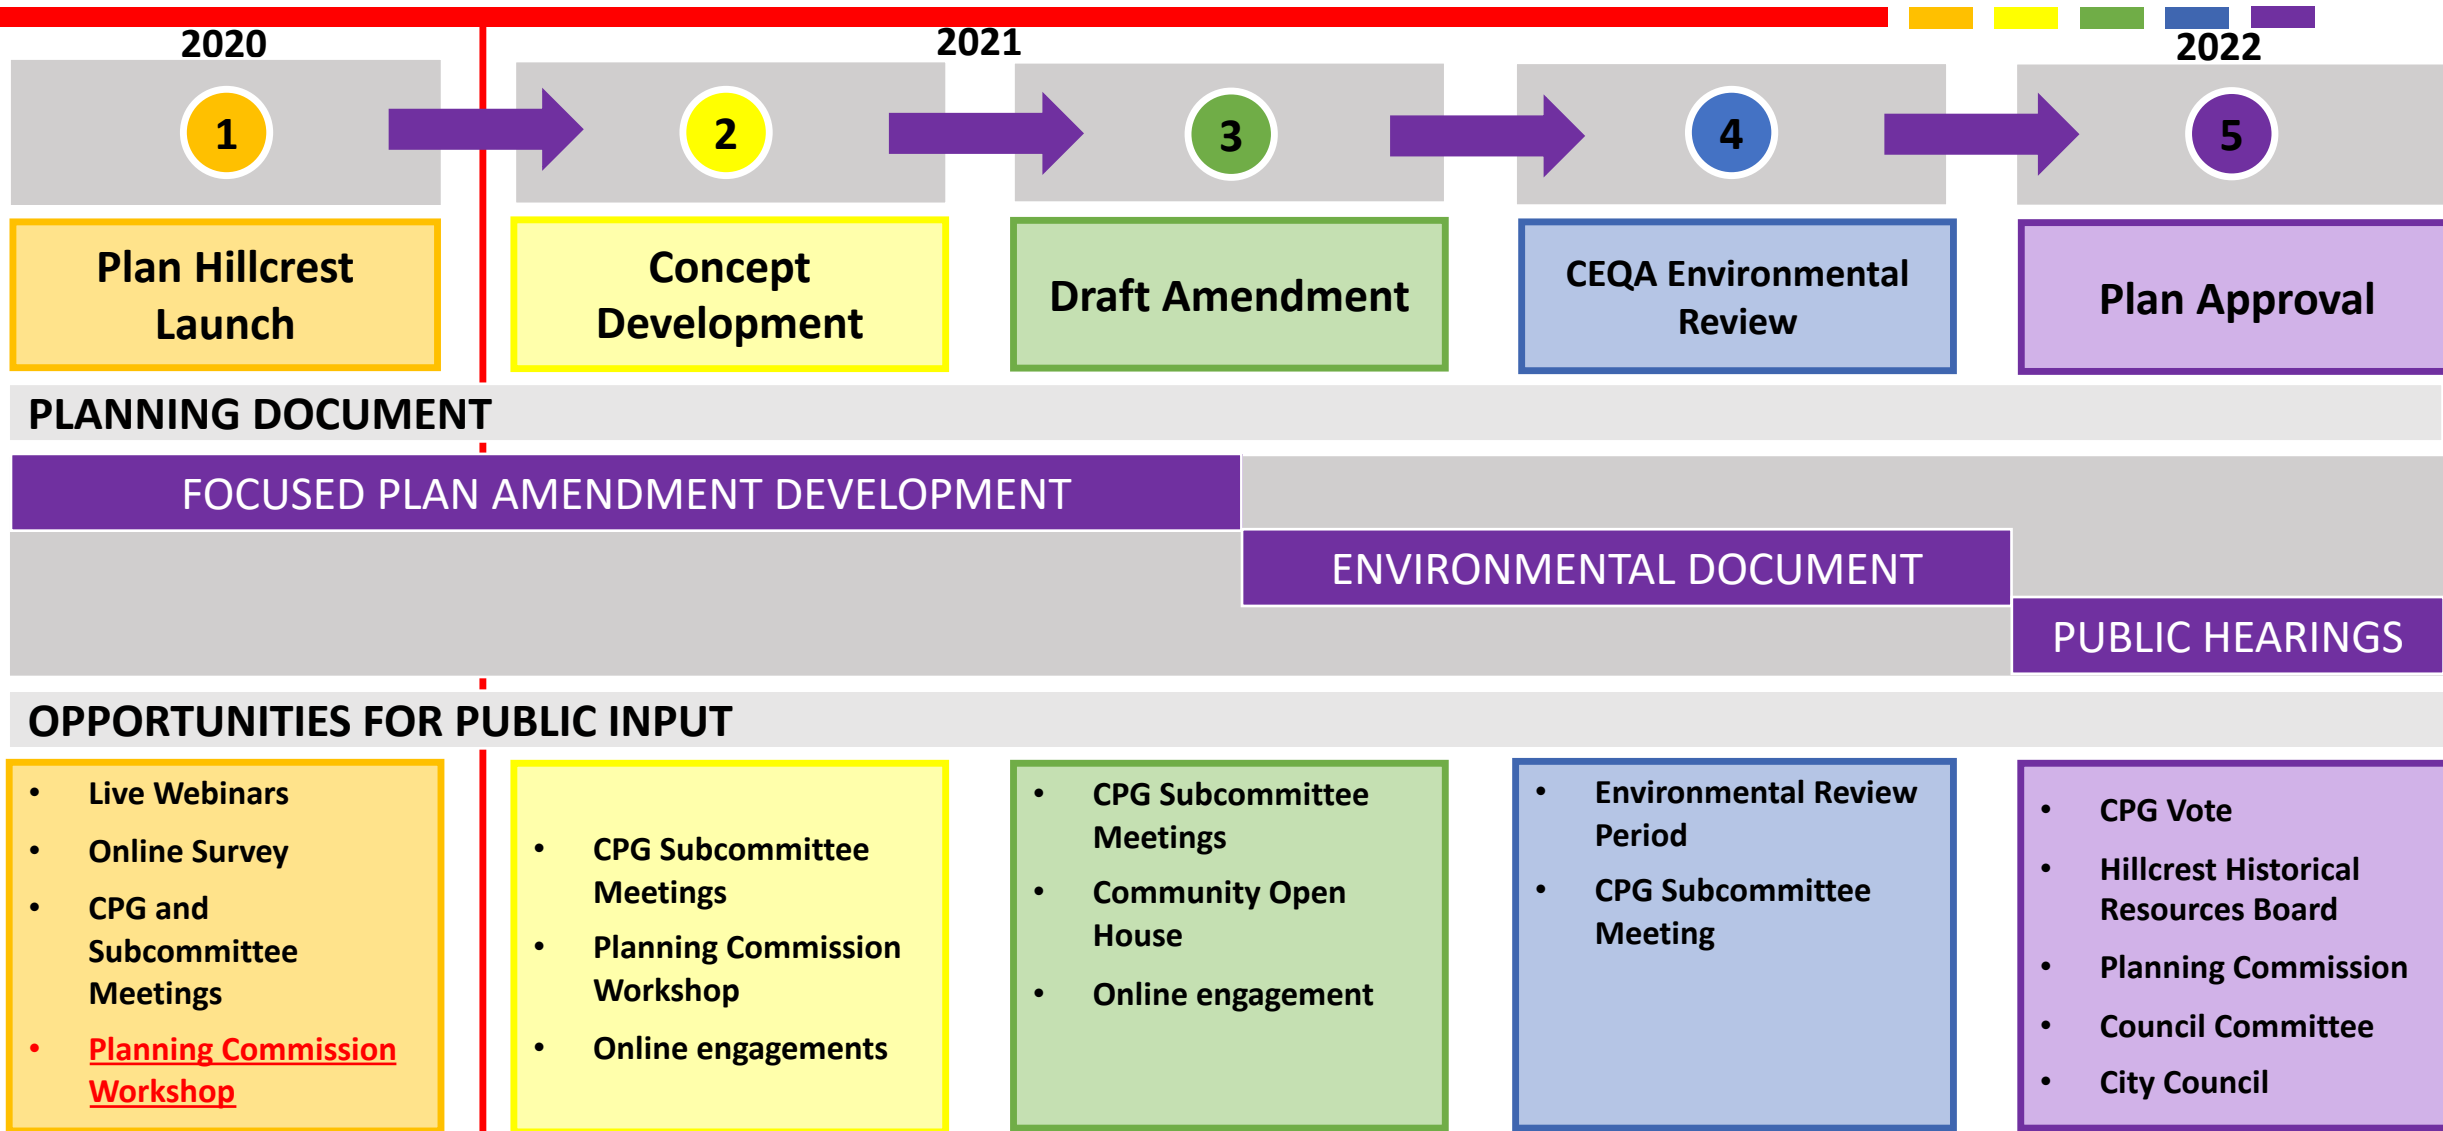 2020
2021
2022
1
2
3
4
5
Plan Hillcrest
Launch
Concept
Development
Draft Amendment
CEQA Environmental
Review
Plan Approval
PLANNING DOCUMENT
FOCUSED PLAN AMENDMENT DEVELOPMENT
ENVIRONMENTAL DOCUMENT
PUBLIC HEARINGS
OPPORTUNITIES FOR PUBLIC INPUT
• Live Webinars
• Online Survey
• CPG and
Subcommittee
Meetings
• Planning Commission
Workshop
• CPG Subcommittee
Meetings
• Planning Commission
Workshop
• Online engagements
• CPG Subcommittee
Meetings
• Community Open
House
• Online engagement
• Environmental Review
Period
• CPG Subcommittee
Meeting
• CPG Vote
• Hillcrest Historical
Resources Board
• Planning Commission
• Council Committee
• City Council